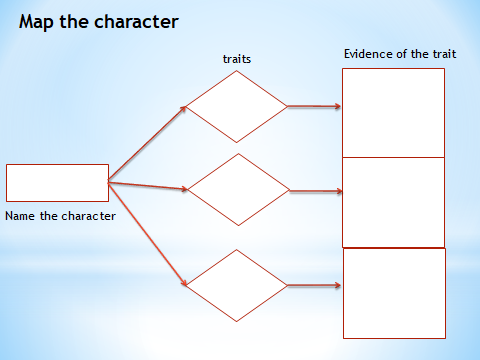 Map the character
traits
Evidence of the trait
Name the character